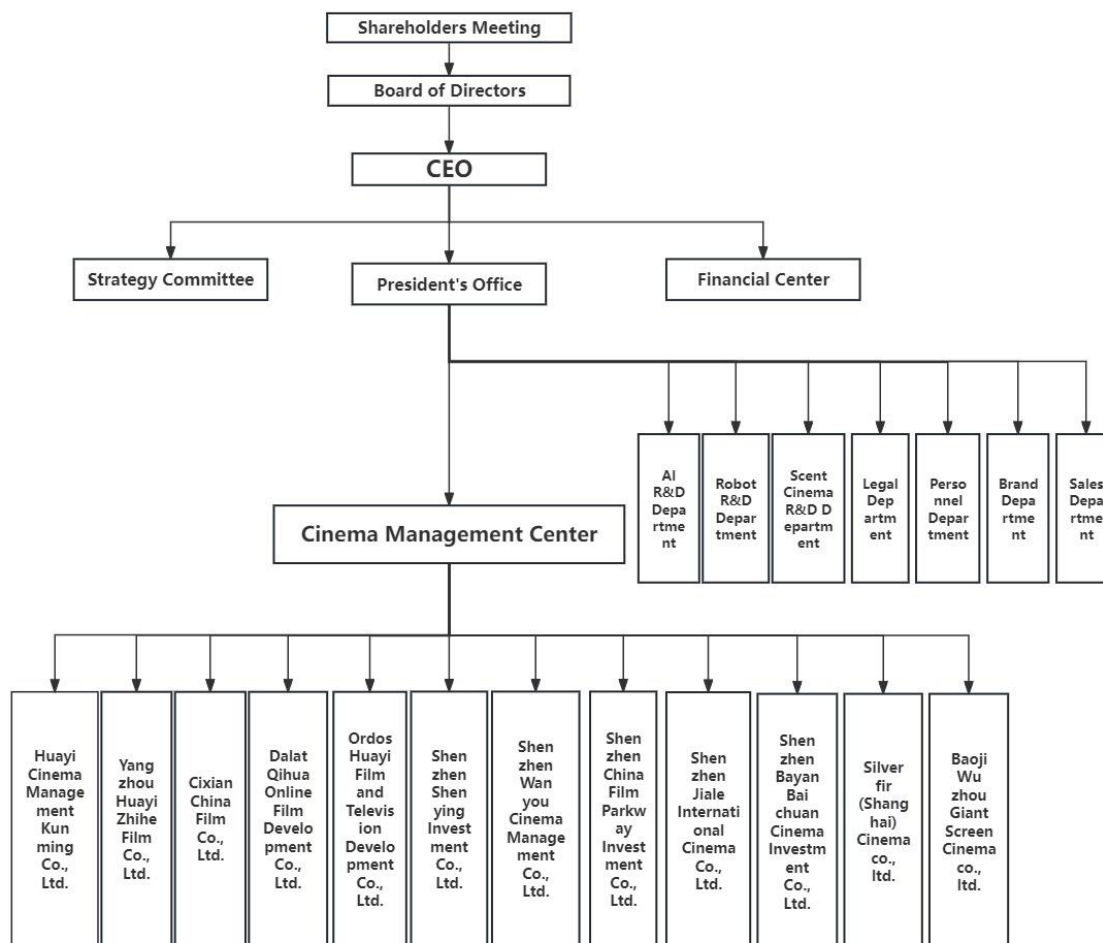 Shareholders Meeting
Board of Directors
CEO
Strategy Committee
President's Office
Financial Center
AI
R&D
Depa
rtme
nt
Robot
R&D
Depar
tment
Scent
Cinema
R&D D
epartm
ent
Legal
Dep
artm
ent
Perso
nnel
Depar
tment
Brand
Depa
rtme
nt
Sales
Depa
rtme
nt
Cinema Management Center
Huayi
Cinema
Manage
ment
Kun
ming
Co.,
Ltd.
Yang
zhou
Huayi
Zhihe
Film
Co.,
Ltd.
Cixian
China
Film
Co.,
Ltd.
Dalat
Qihua
Online
Film
Develo
pment
Co.,
Ltd.
Ordos
Huayi
Film
and
Televis
ion
Develo
pment
Co.,
Ltd.
Shen
zhen
Shen
ying
Invest
ment
Co.,
Ltd.
Shen
zhen
Wan
you
Cinema
Manage
ment
Co.,
Ltd.
Shen
zhen
China
Film
Parkw
ay
Investm
ent
Co.,
Ltd.
Shen
zhen
Jiale
Internati
onal
Cinema
Co.,
Ltd.
Shen
zhen
Bayan
Bai
chuan
Cinema
Investm
ent
Co.,
Ltd.
Silver
fir
(Shang
hai)
Cinema
co.,
ltd.
Baoji
Wu
zhou
Giant
Screen
Cinema
co.,
ltd.